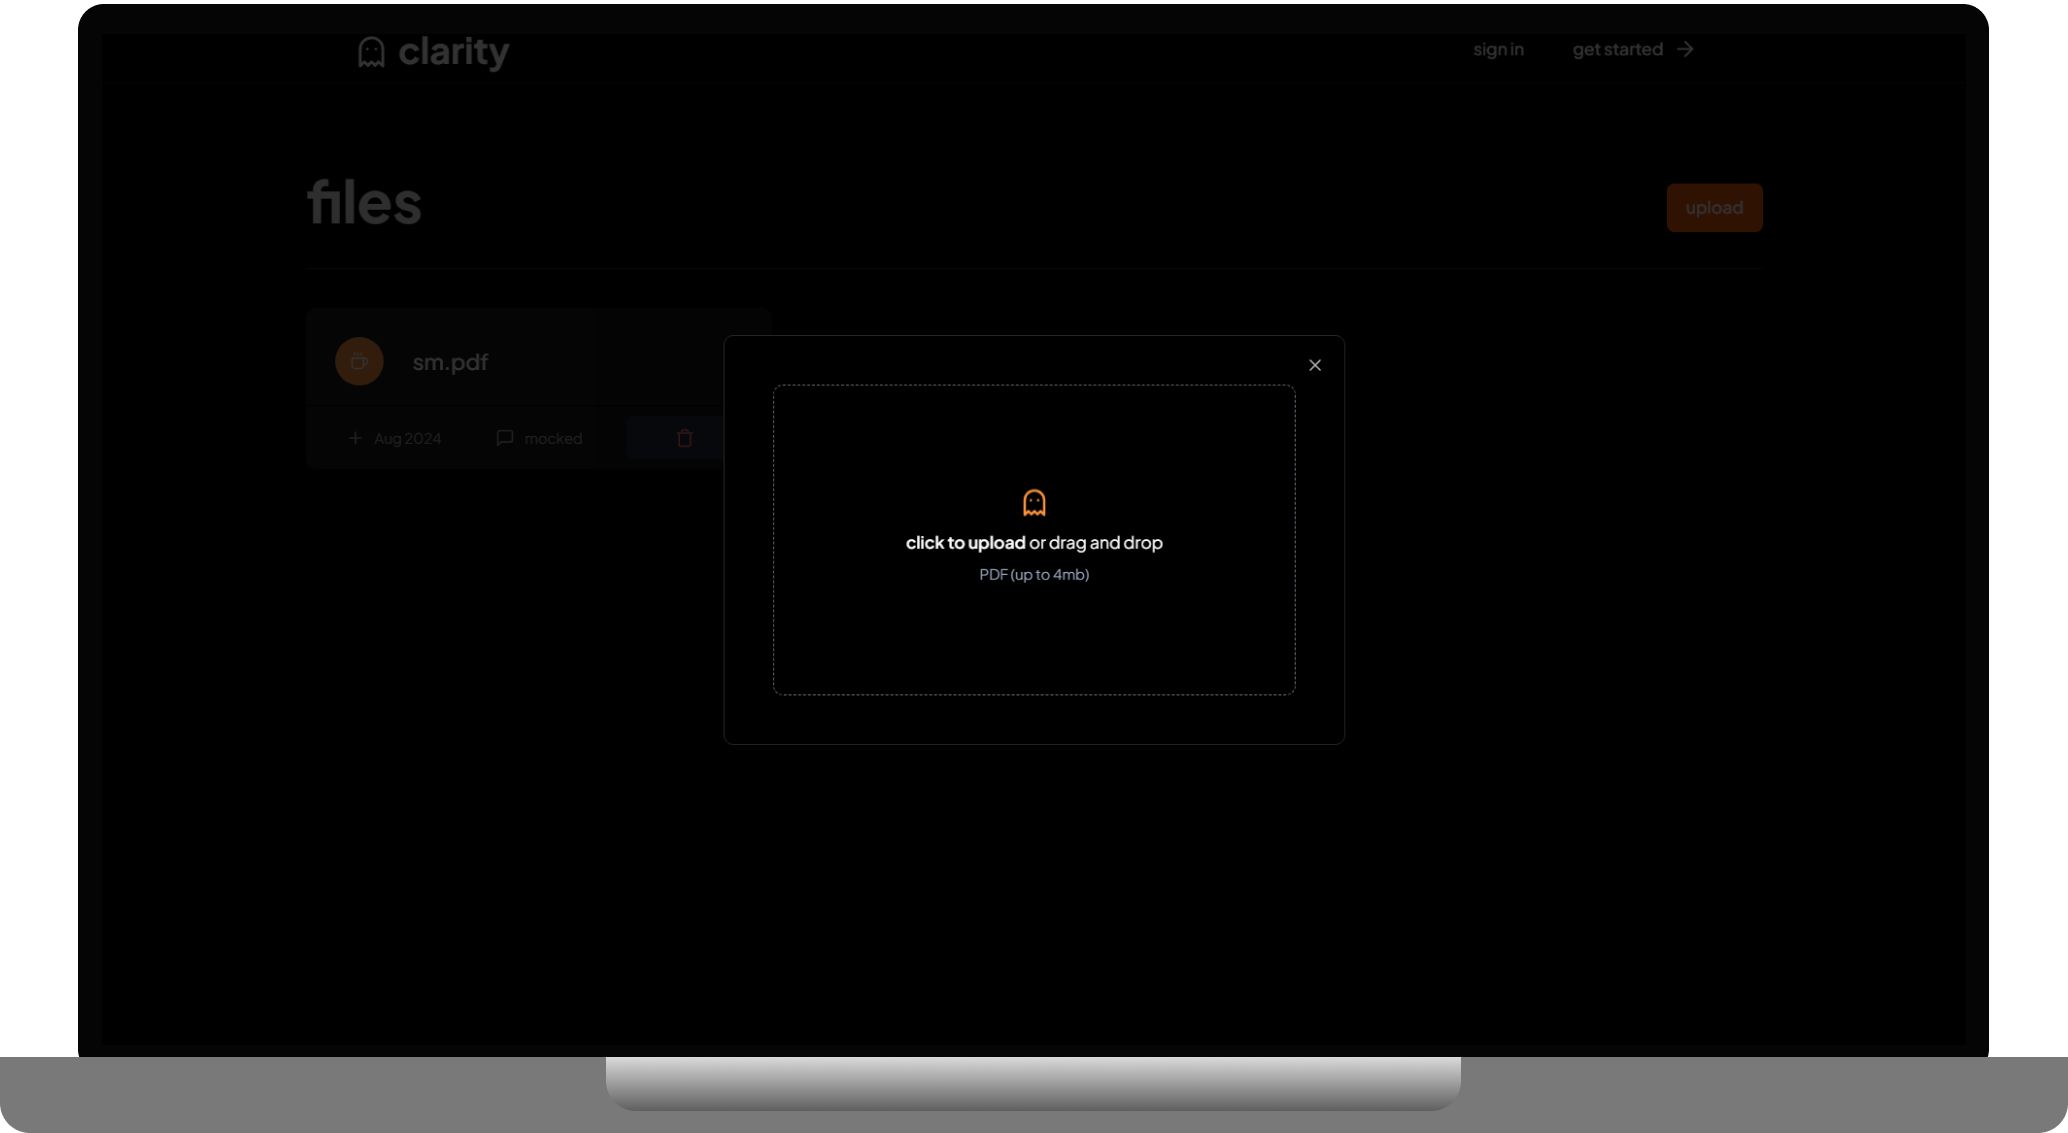 clarity
sign in
get started
files
upload
sm.pdf
Aug 2024
mocked
click to upload or drag and drop
PDF (up to 4mb)